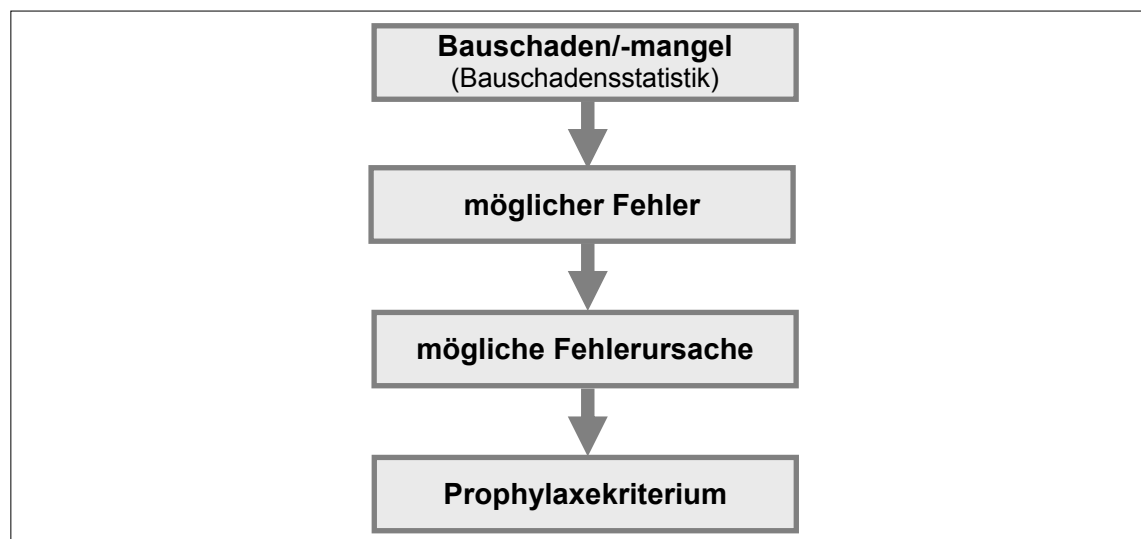 Bauschaden/-mangel
(Bauschadensstatistik)
möglicher Fehler
mögliche Fehlerursache
Prophylaxekriterium